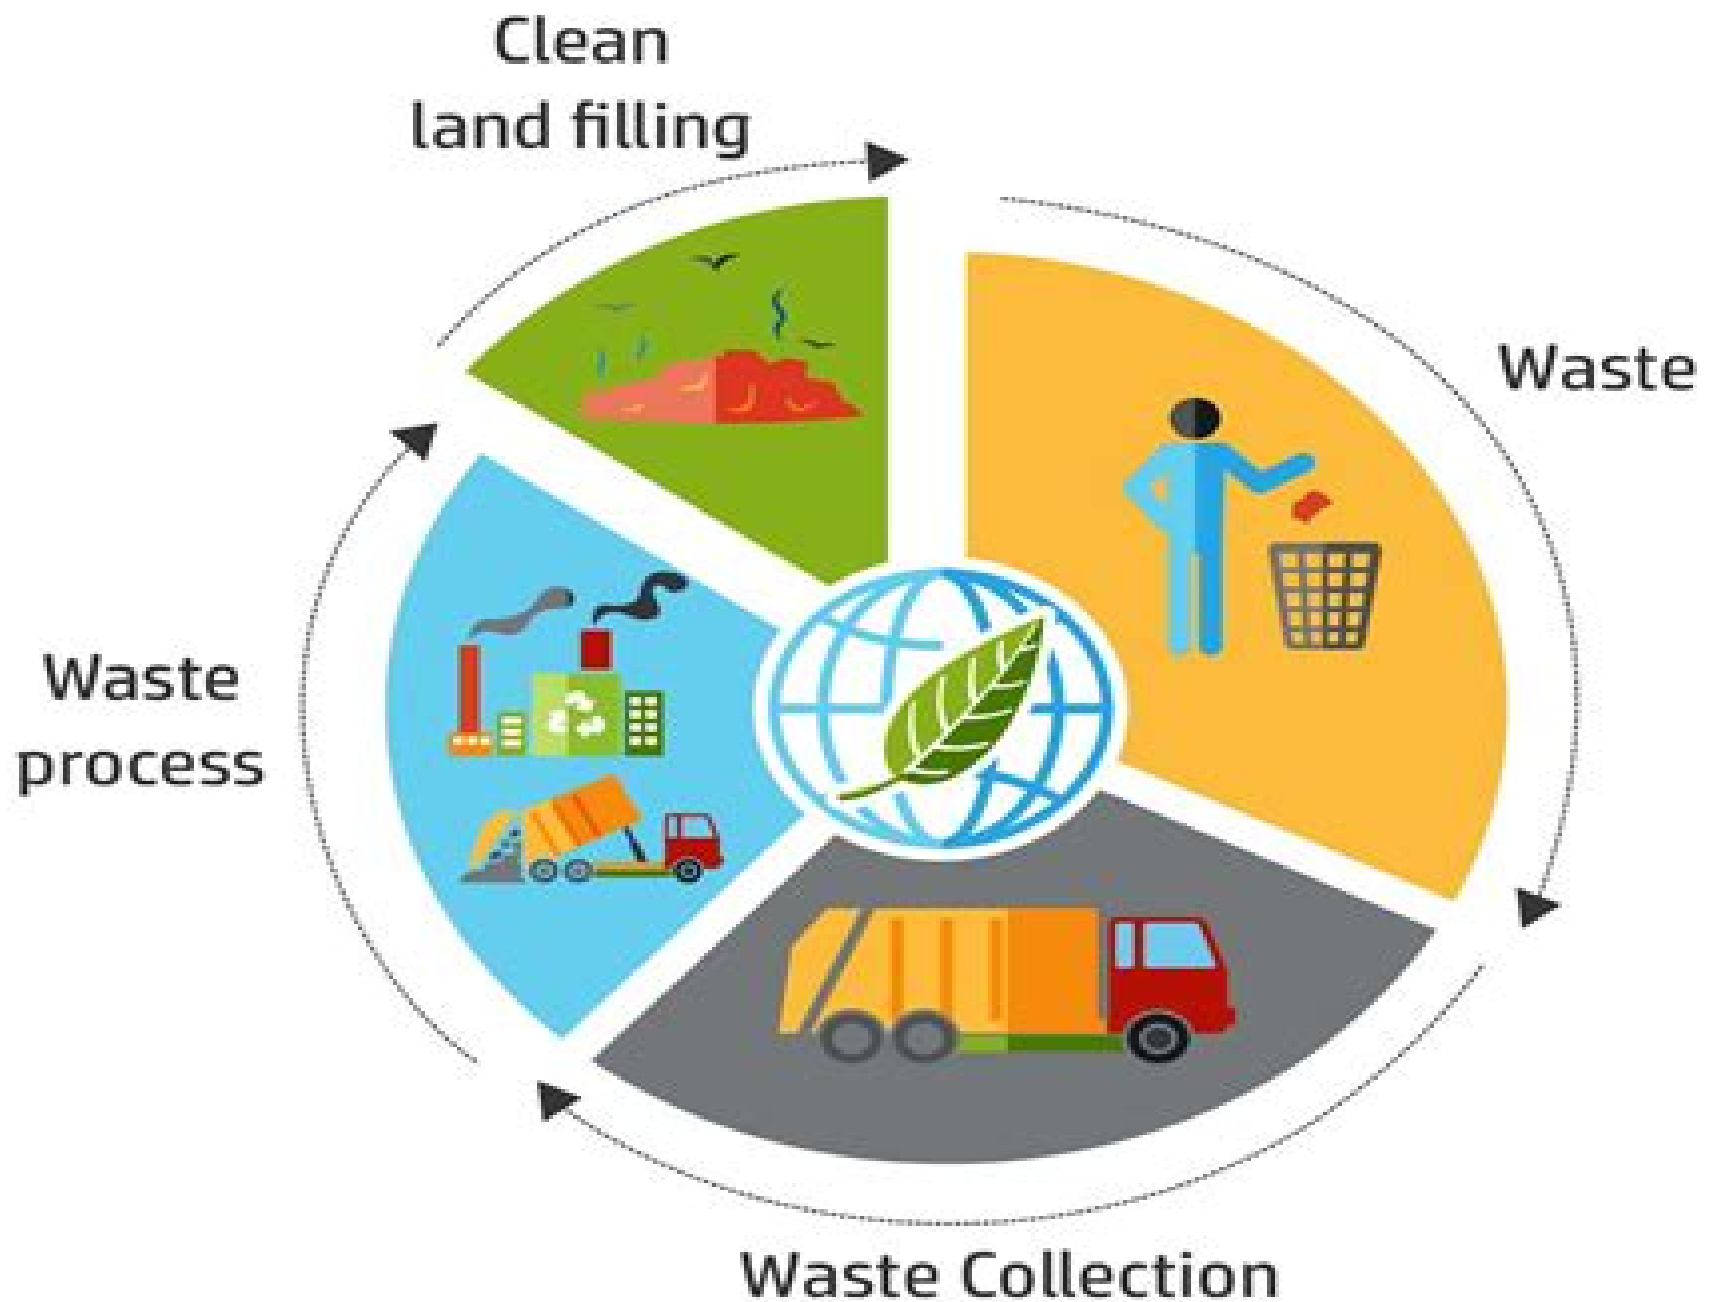 Clean
land filling
Waste
Waste
process
Waste Collection